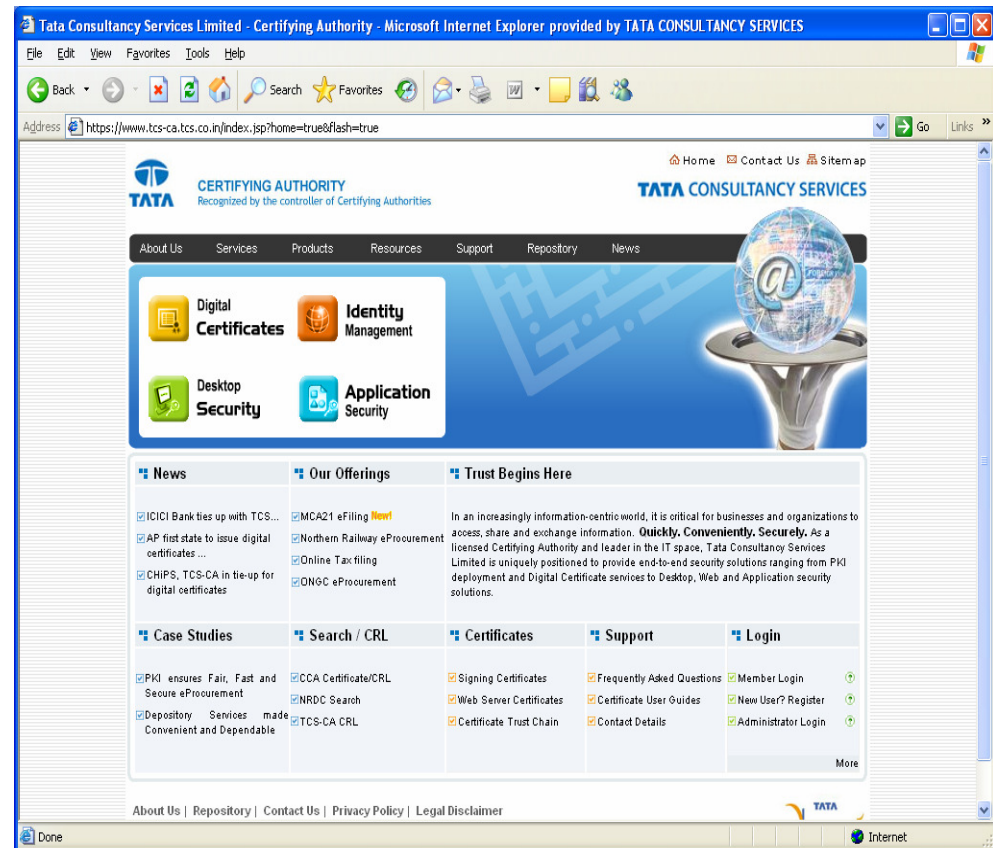 Tata Consultancy Services Limited - Certifying Authority - Microsoft Internet Explorer provided by TATA CONSULTANCY SERVICES
File Edit View Favorites Tools Help
Back Search Favorites
Address https://www.tcs-ca.tcs.co.in/index.jsp?home=true&flash=true Go Links »
Home Contact Us Sitemap
TATA
CERTIFYING AUTHORITY
Recognized by the controller of Certifying Authorities
TATA CONSULTANCY SERVICES
About Us Services Products Resources Support Repository News
Digital
Certificates
Identity
Management
Desktop
Security
Application
Security
@
News
ICICI Bank ties up with TCS...
AP first state to issue digital
certificates ...
CHiPS, TCS-CA in tie-up for
digital certificates
Our Offerings
MCA21 eFiling New!
Northern Railway eProcurement
Online Tax filing
ONGC eProcurement
Trust Begins Here
In an increasingly information-centric world, it is critical for businesses and organizations to
access, share and exchange information. Quickly. Conveniently. Securely. As a
licensed Certifying Authority and leader in the IT space, Tata Consultancy Services
Limited is uniquely positioned to provide end-to-end security solutions ranging from PKI
deployment and Digital Certificate services to Desktop, Web and Application security
solutions.
Case Studies
PKI ensures Fair, Fast and
Secure eProcurement
Depository Services made
Convenient and Dependable
Search / CRL
CCA Certificate/CRL
NRDC Search
TCS-CA CRL
Certificates
Signing Certificates
Web Server Certificates
Certificate Trust Chain
Support
Frequently Asked Questions
Certificate User Guides
Contact Details
Login
Member Login
New User? Register
Administrator Login
More
About Us | Repository | Contact Us | Privacy Policy | Legal Disclaimer
TATA
Done Internet